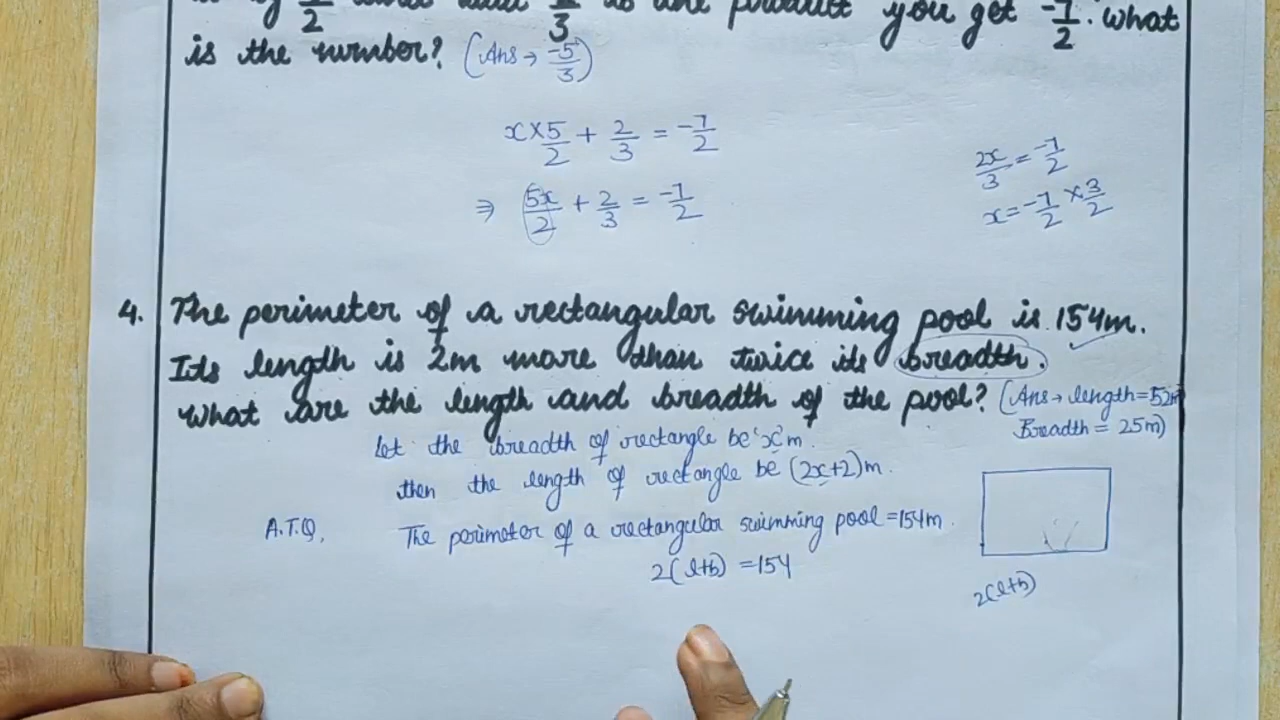 is the number? (Ans → -5/3)
x × 5/2 + 2/3 = -7/2
⇒ 5x/2 + 2/3 = -7/2
2x/3 = -7/2
x = -7/2 × 3/2
4. The perimeter of a rectangular swimming pool is 154m.
Its length is 2m more than twice its breadth.
What are the length and breadth of the pool? (Ans → length = 52m
Breadth = 25m)
Let the breadth of rectangle be 'x' m.
then the length of rectangle be (2x+2)m.
A.T.Q, The perimeter of a rectangular swimming pool = 154m.
2(l+b) = 154
2(l+b)